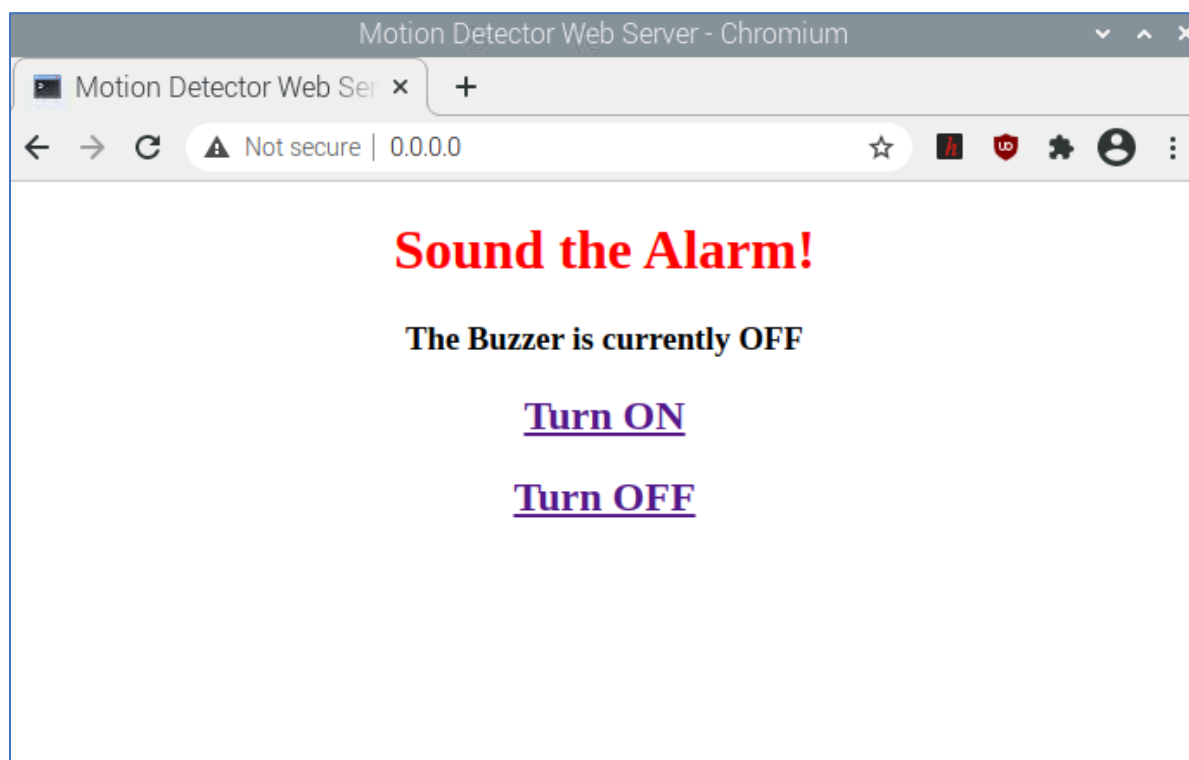 Motion Detector Web Server - Chromium
Motion Detector Web Ser
Not secure | 0.0.0.0
Sound the Alarm!
The Buzzer is currently OFF
Turn ON
Turn OFF